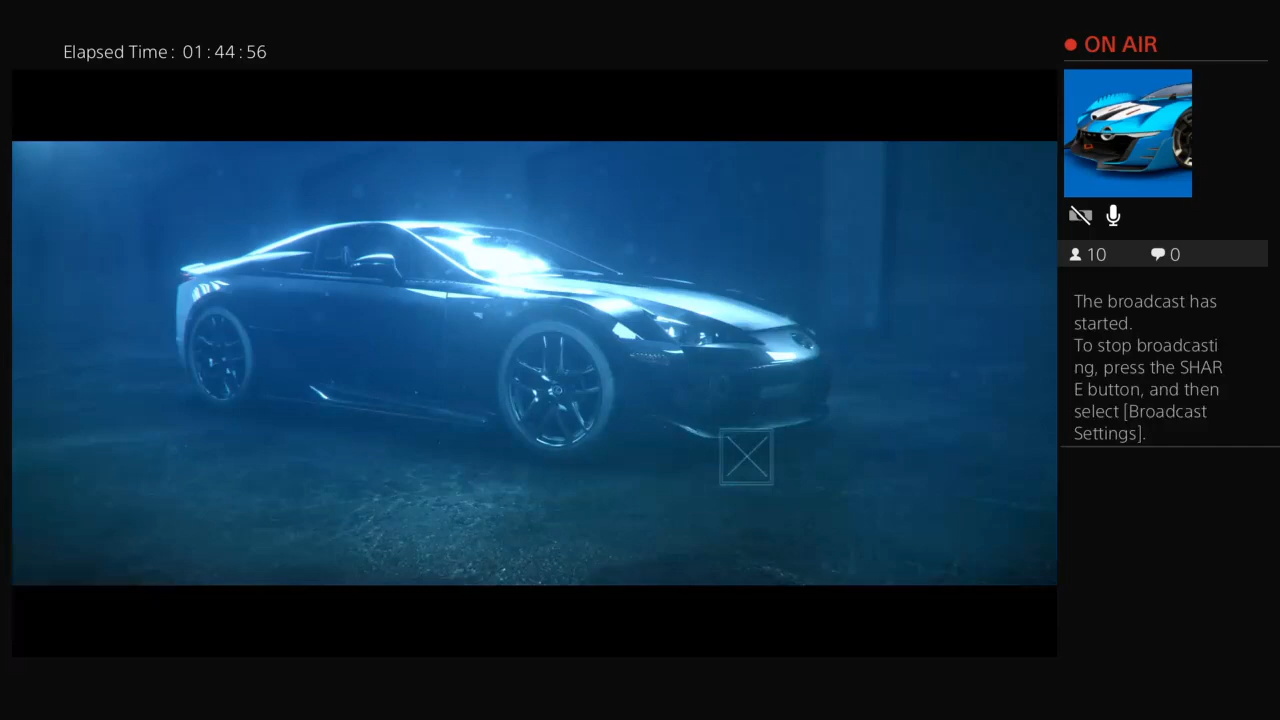 Elapsed Time: 01:44:56
ON AIR
10
0
The broadcast has
started.
To stop broadcasti
ng, press the SHAR
E button, and then
select [Broadcast
Settings].